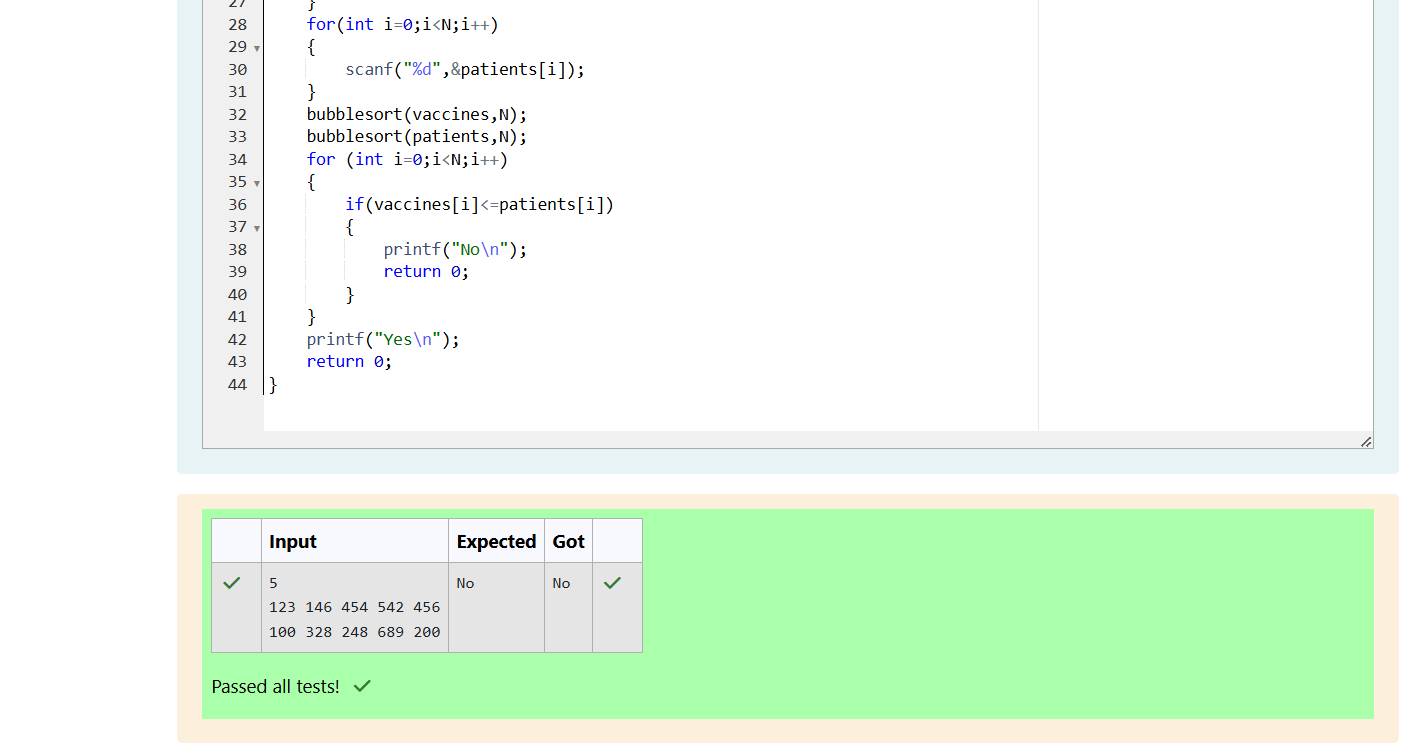 27 }
28 for(int i=0;i<N;i++)
29 {
30 scanf("%d",&patients[i]);
31 }
32 bubblesort(vaccines,N);
33 bubblesort(patients,N);
34 for (int i=0;i<N;i++)
35 {
36 if(vaccines[i]<=patients[i])
37 {
38 printf("No\n");
39 return 0;
40 }
41 }
42 printf("Yes\n");
43 return 0;
44 }
Input Expected Got
5 No No
123 146 454 542 456
100 328 248 689 200
Passed all tests!